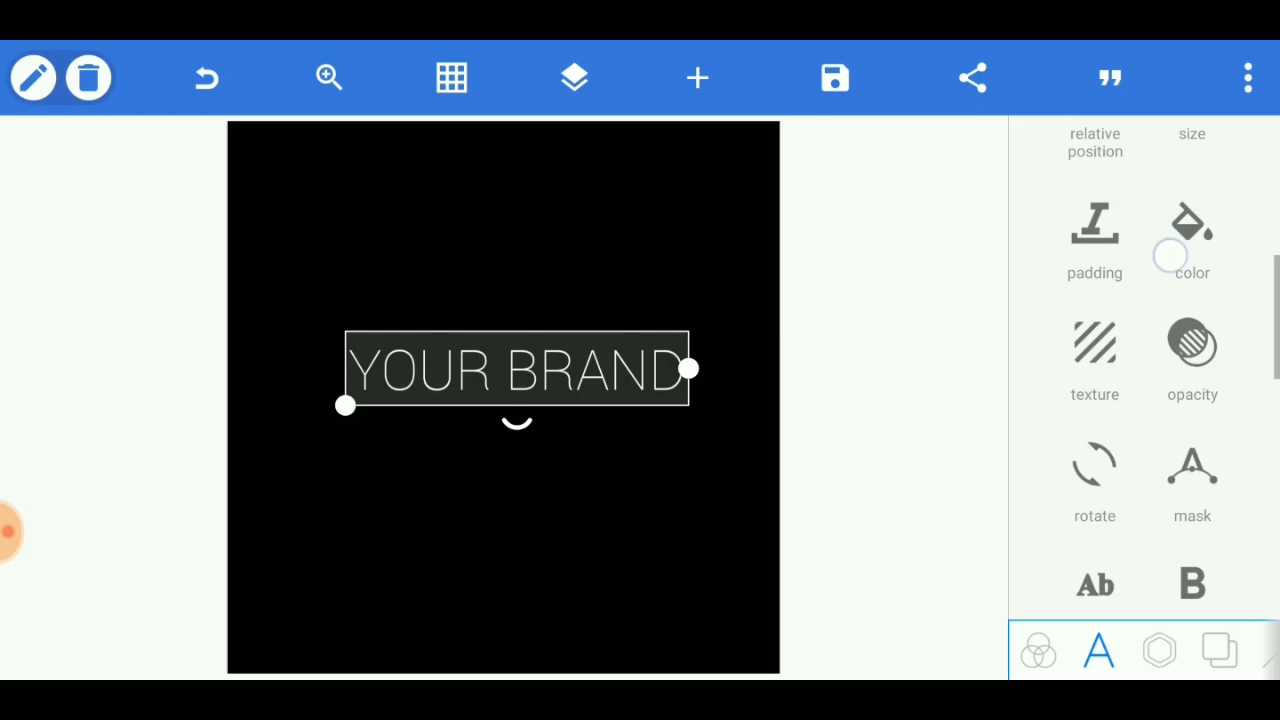 relative
position
size
padding
color
YOUR BRAND
texture
opacity
rotate
mask
Ab
B
A